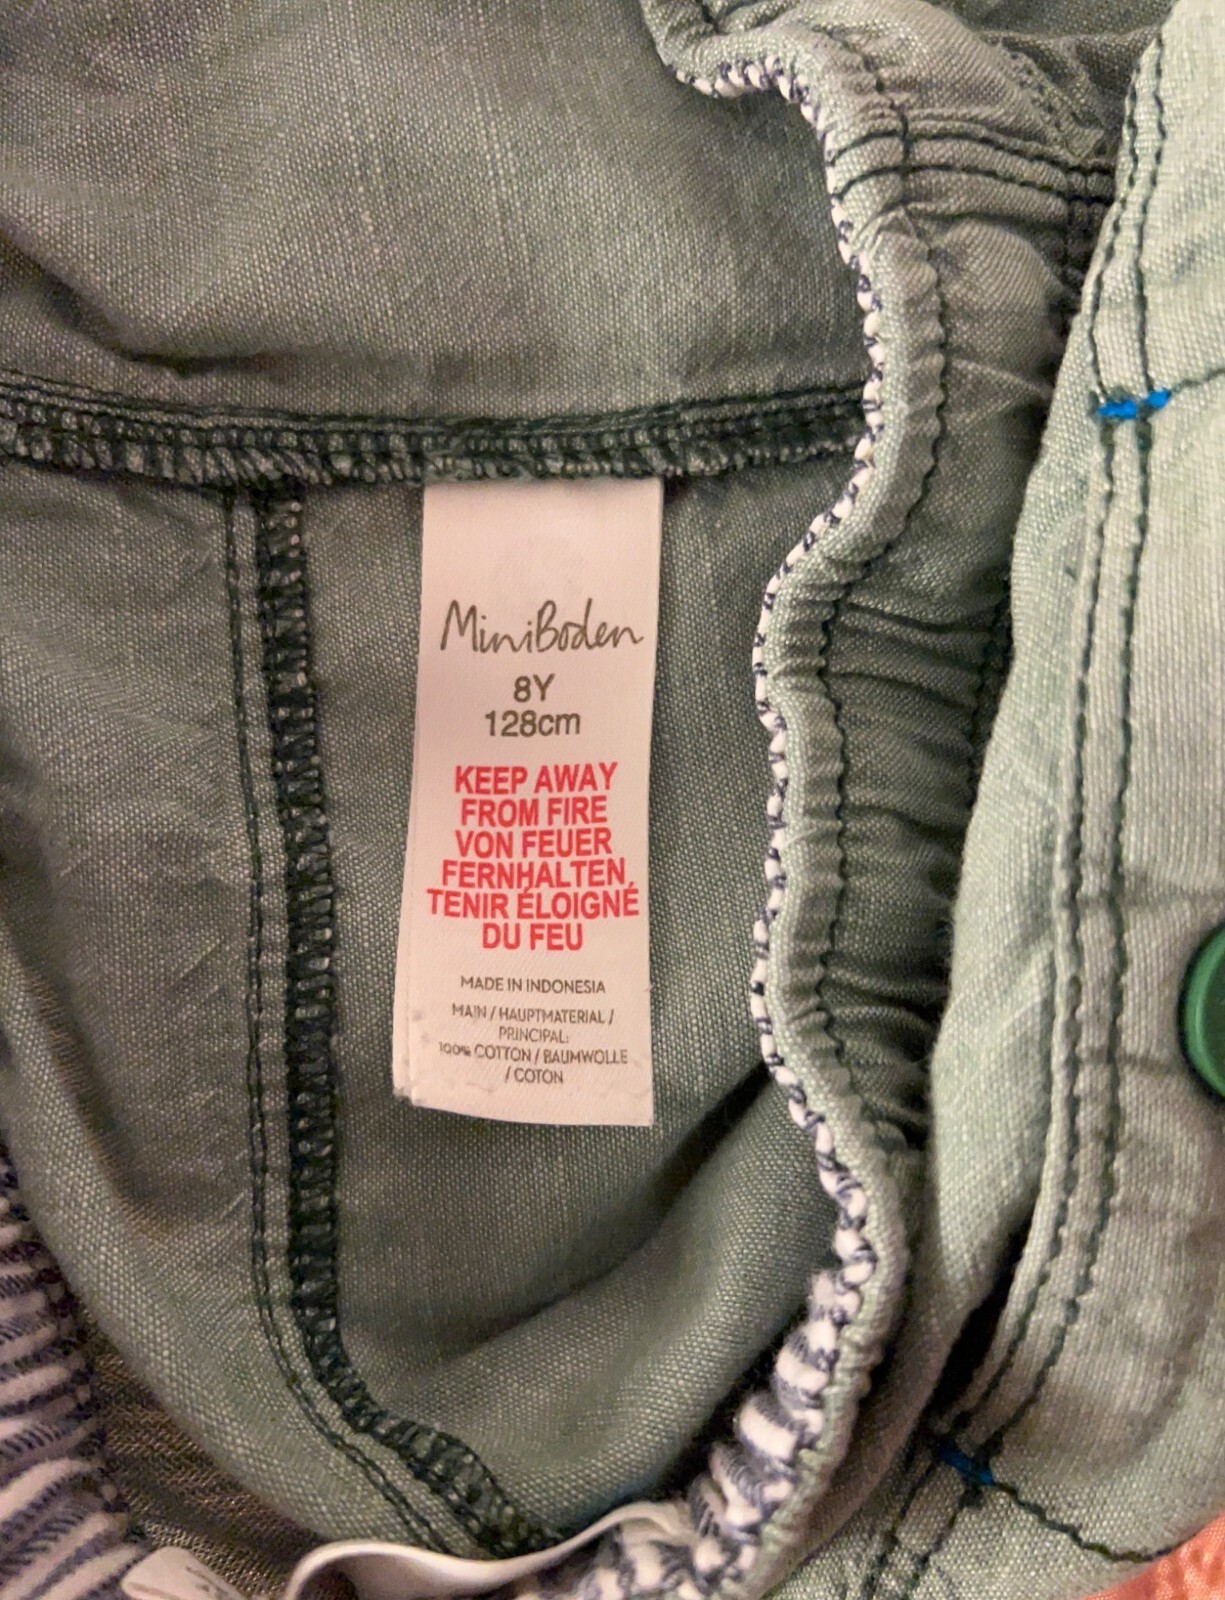 MiniBoden
8Y
128cm
KEEP AWAY
FROM FIRE
VON FEUER
FERNHALTEN
TENIR ÉLOIGNÉ
DU FEU
MADE IN INDONESIA
MAIN / HAUPTMATERIAL /
PRINCIPAL:
100% COTTON / BAUMWOLLE
/ COTON